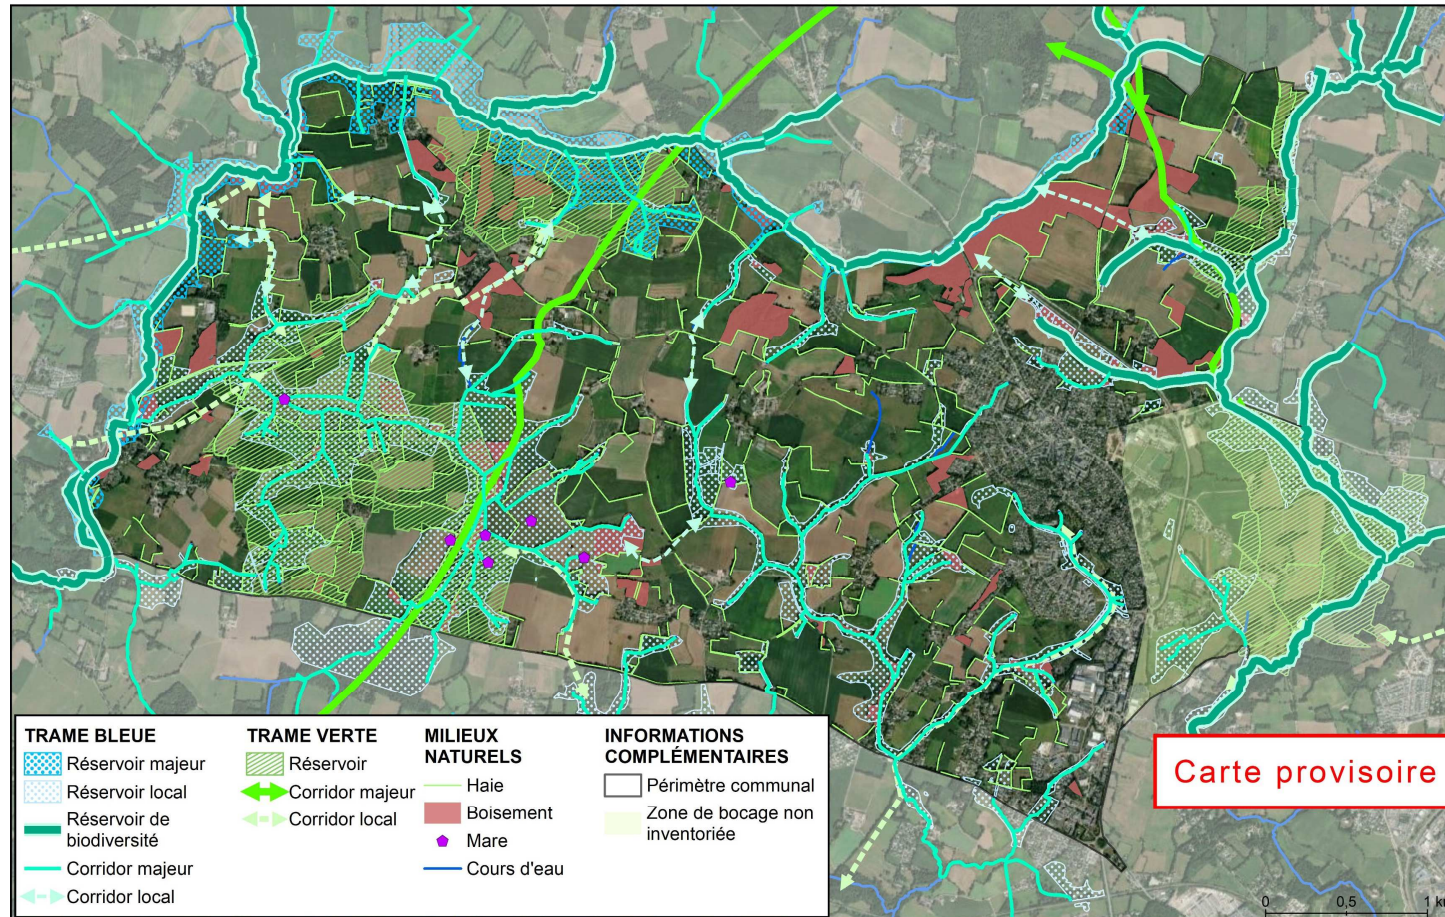 TRAME BLEUE
Réservoir majeur
Réservoir local
Réservoir de
biodiversité
Corridor majeur
Corridor local
TRAME VERTE
Réservoir
Corridor majeur
Corridor local
MILIEUX
NATURELS
Haie
Boisement
Mare
Cours d'eau
INFORMATIONS
COMPLÉMENTAIRES
Périmètre communal
Zone de bocage non
inventoriée
Carte provisoire
0 0,5 1 k